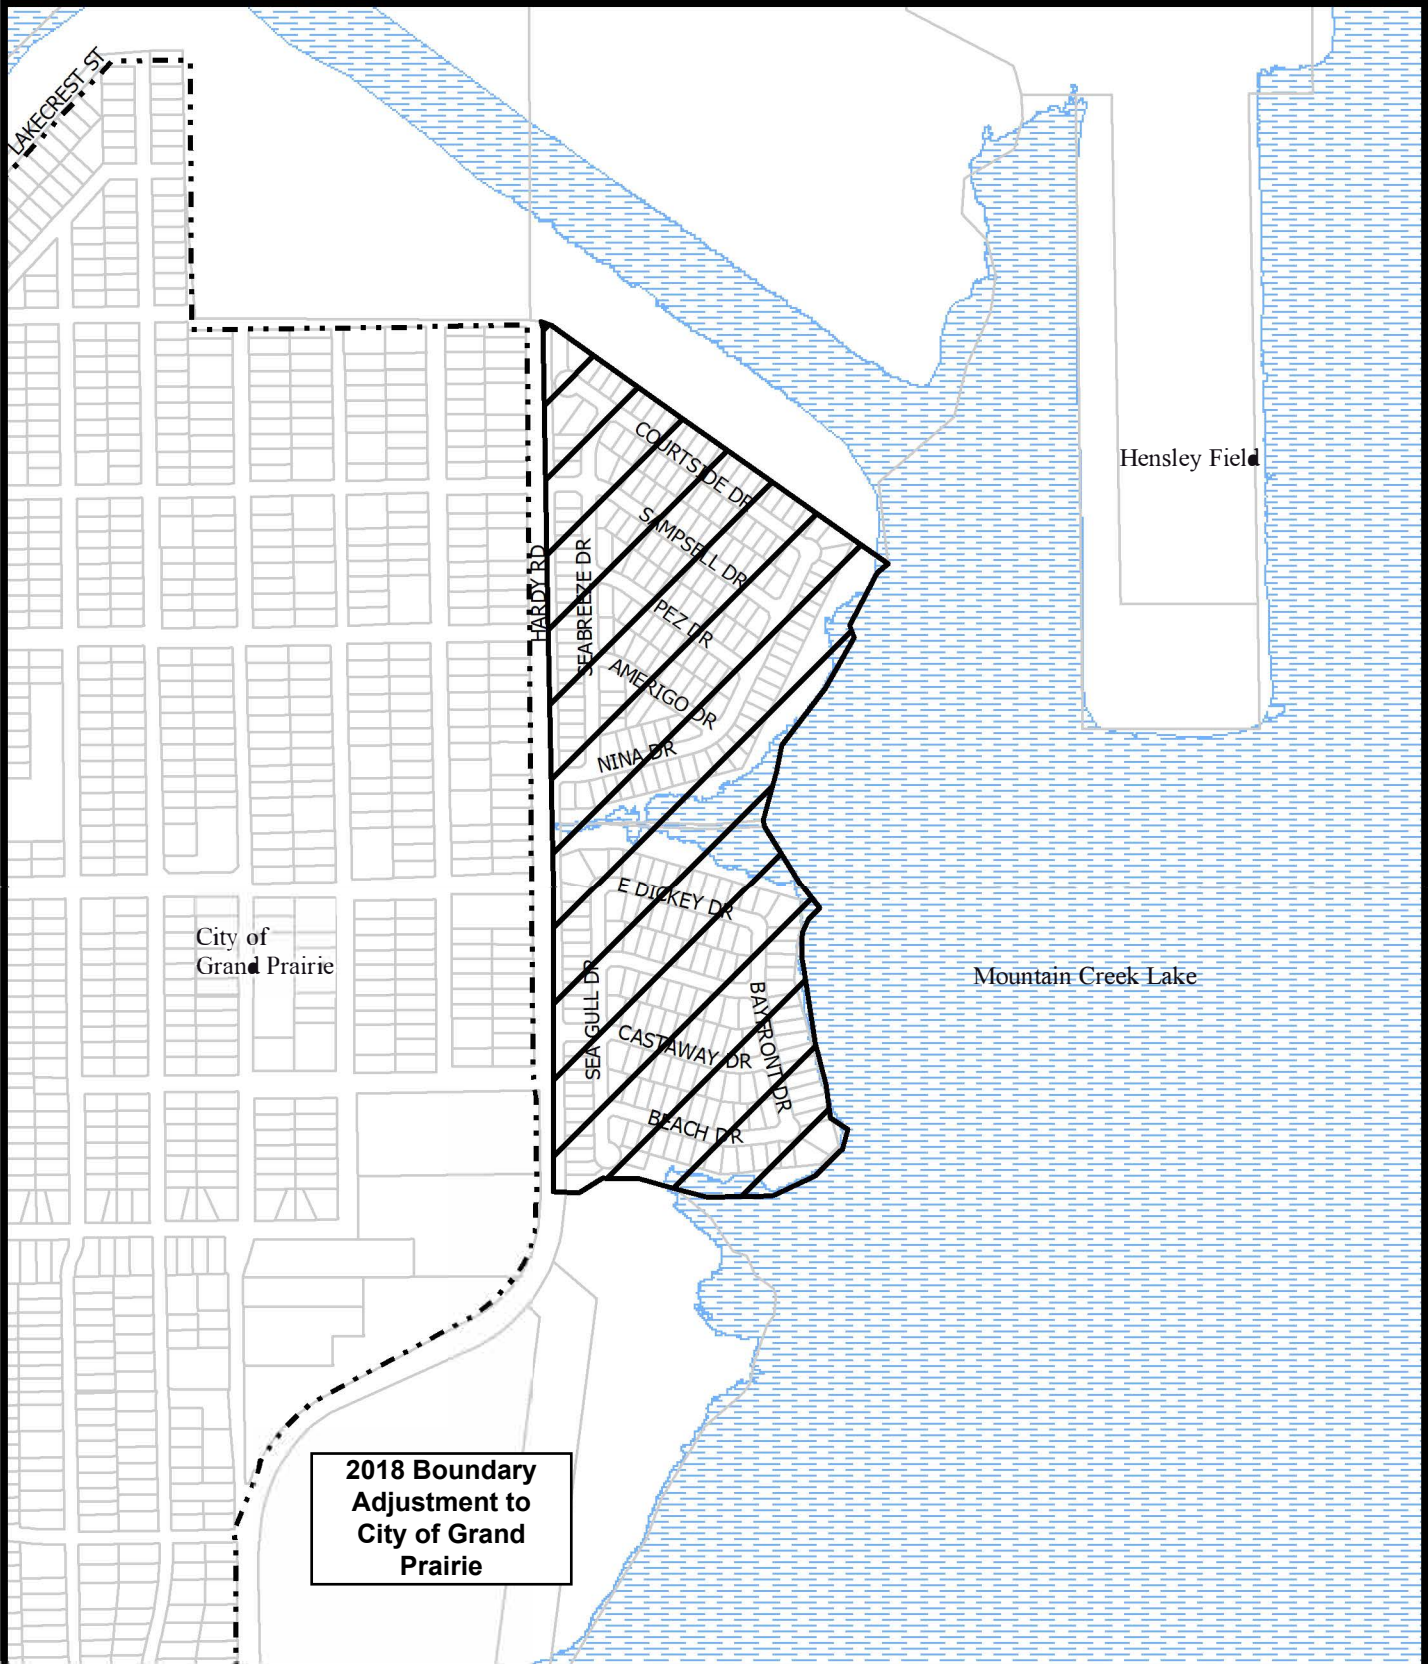 LAKECREST ST
COURTSIDE DR
Hensley Field
SAMPSELL DR
HARDY RD
SEABREEZE DR
PEZ DR
AMERIGO DR
NINA DR
E DICKEY DR
City of
Grand Prairie
Mountain Creek Lake
SEA GULL DR
BAYFRONT DR
CASTAWAY DR
BEACH DR
2018 Boundary
Adjustment to
City of Grand
Prairie